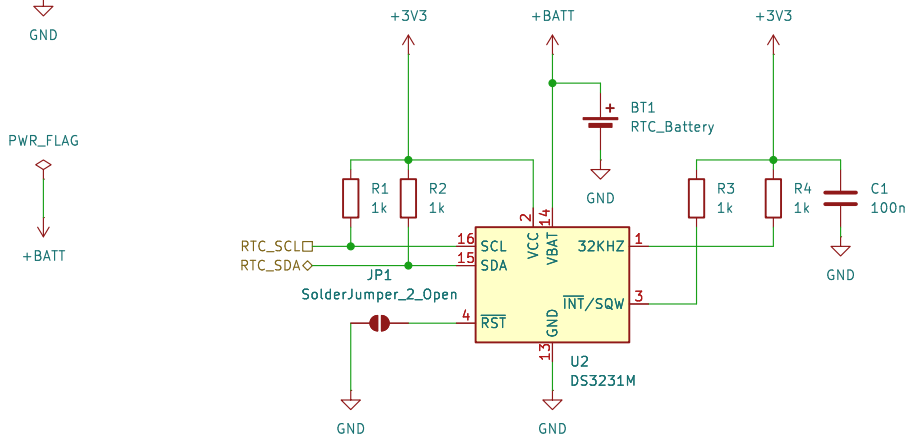 +3V3
+BATT
+3V3
GND
BT1
RTC_Battery
PWR_FLAG
GND
R1
1k
R2
1k
R3
1k
R4
1k
C1
100n
+BATT
RTC_SCL
RTC_SDA
16
15
SCL
SDA
2
VCC
14
VBAT
32KHZ
1
GND
JP1
SolderJumper_2_Open
INT/SQW
3
4
RST
GND
13
U2
DS3231M
GND
GND